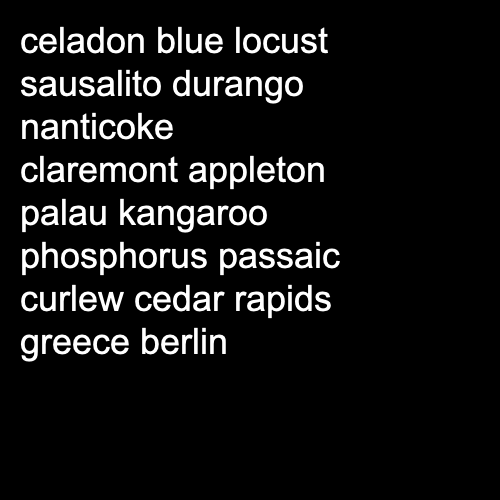 celadon blue locust
sausalito durango
nanticoke
claremont appleton
palau kangaroo
phosphorus passaic
curlew cedar rapids
greece berlin